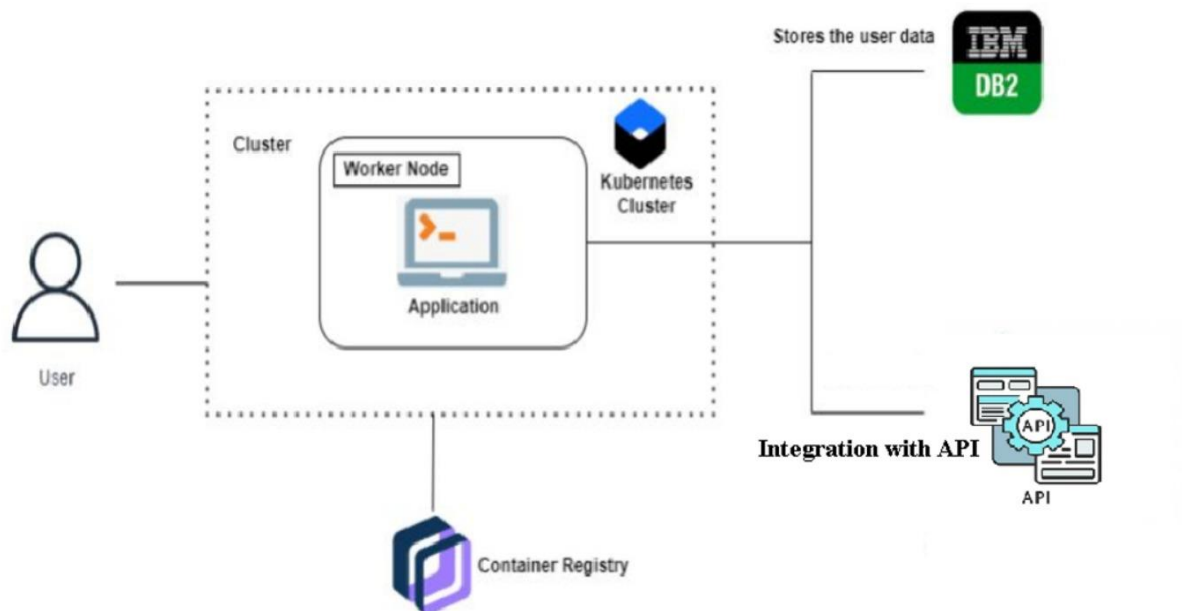 Stores the user data
IBM
DB2
Cluster
Worker Node
Kubernetes
Cluster
Application
User
Integration with API
API
API
Container Registry